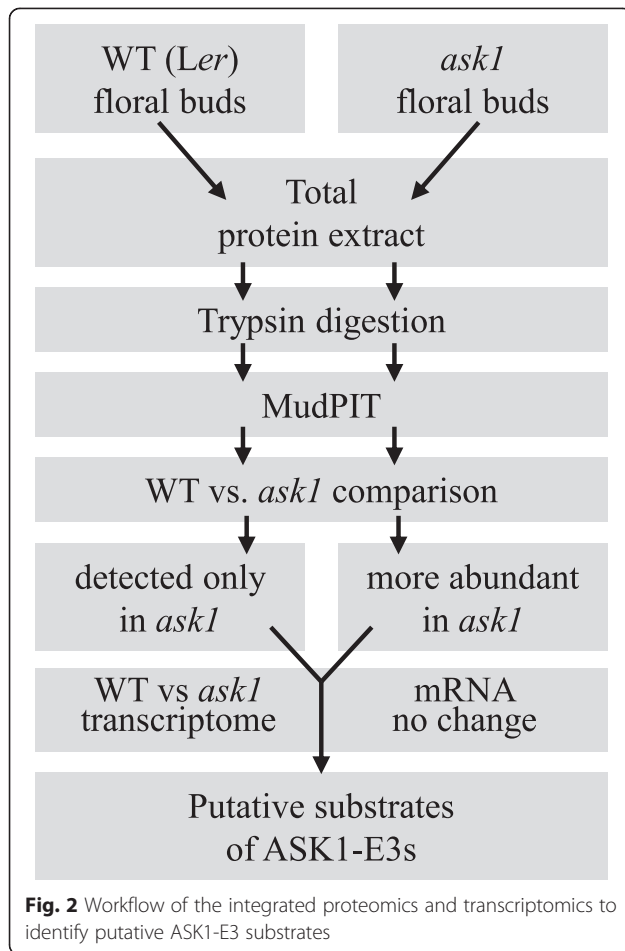 WT (Ler)
floral buds
ask1
floral buds
Total
protein extract
Trypsin digestion
MudPIT
WT vs. ask1 comparison
detected only
in ask1
more abundant
in ask1
WT vs ask1
transcriptome
mRNA
no change
Putative substrates
of ASK1-E3s
Fig. 2 Workflow of the integrated proteomics and transcriptomics to
identify putative ASK1-E3 substrates